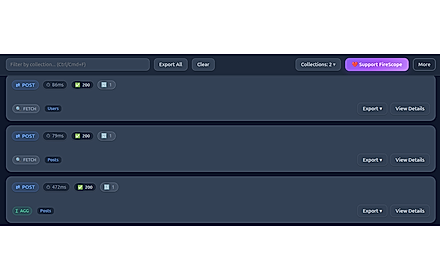 Filter by collection... (Ctrl/Cmd+F) Export All Clear Collections: 2 ▾ ❤️ Support FireScope More
POST 86ms ✅ 200 1
FETCH Users Export ▾ View Details
POST 79ms ✅ 200 1
FETCH Posts Export ▾ View Details
POST 472ms ✅ 200 1
Σ AGG Posts Export ▾ View Details